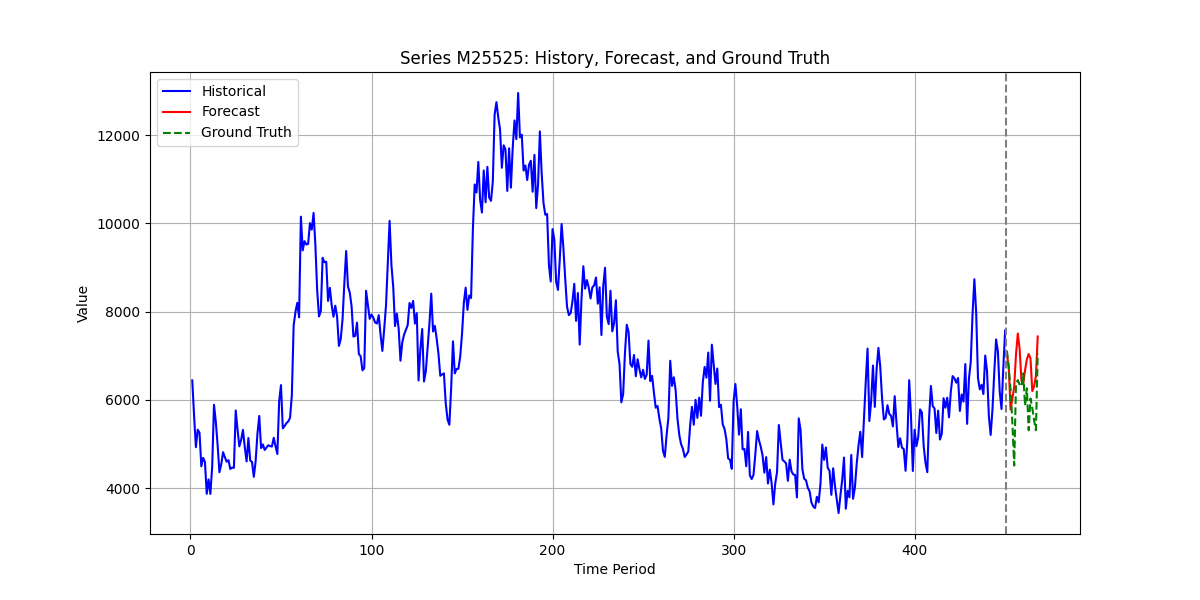 Series M25525: History, Forecast, and Ground Truth
Historical
Forecast
Ground Truth
12000
10000
8000
6000
4000
Value
0
100
200
300
400
Time Period